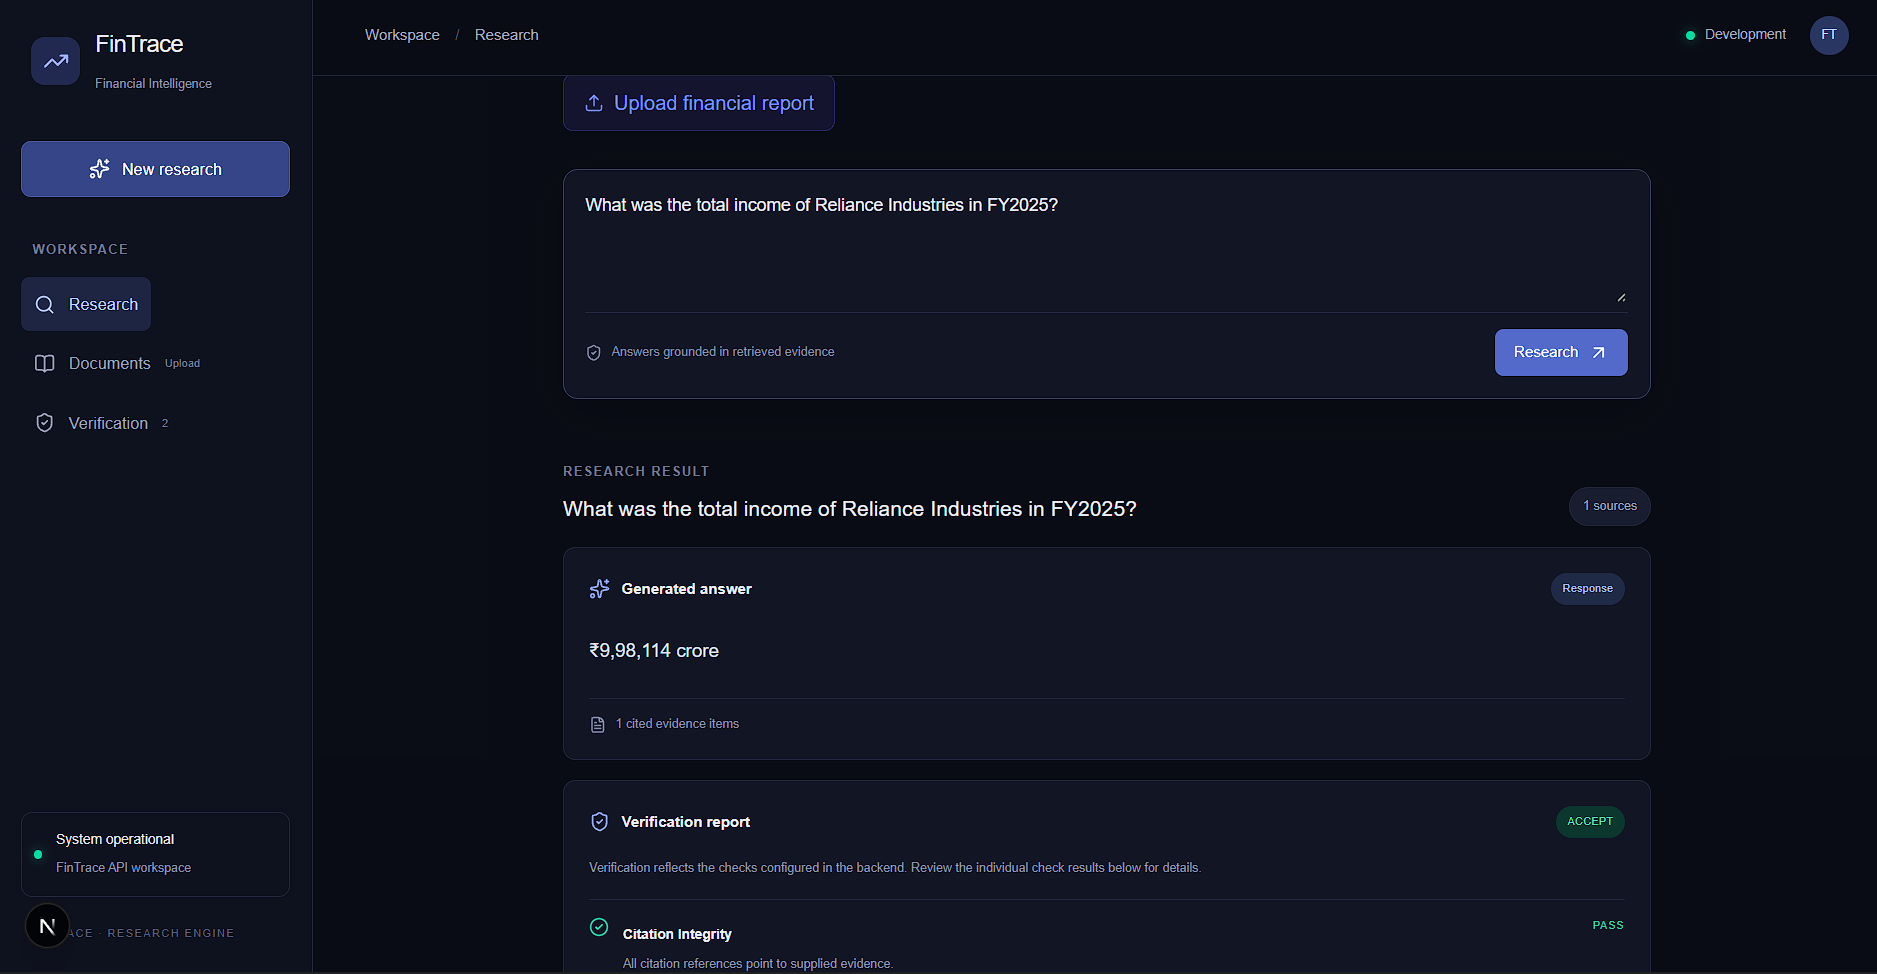 FinTrace
Financial Intelligence
New research
WORKSPACE
Research
Documents Upload
Verification 2
System operational
FinTrace API workspace
N
ACE · RESEARCH ENGINE
Workspace / Research
Development
FT
Upload financial report
What was the total income of Reliance Industries in FY2025?
Answers grounded in retrieved evidence
Research
RESEARCH RESULT
What was the total income of Reliance Industries in FY2025?
1 sources
Generated answer
Response
₹9,98,114 crore
1 cited evidence items
Verification report
ACCEPT
Verification reflects the checks configured in the backend. Review the individual check results below for details.
Citation Integrity
PASS
All citation references point to supplied evidence.